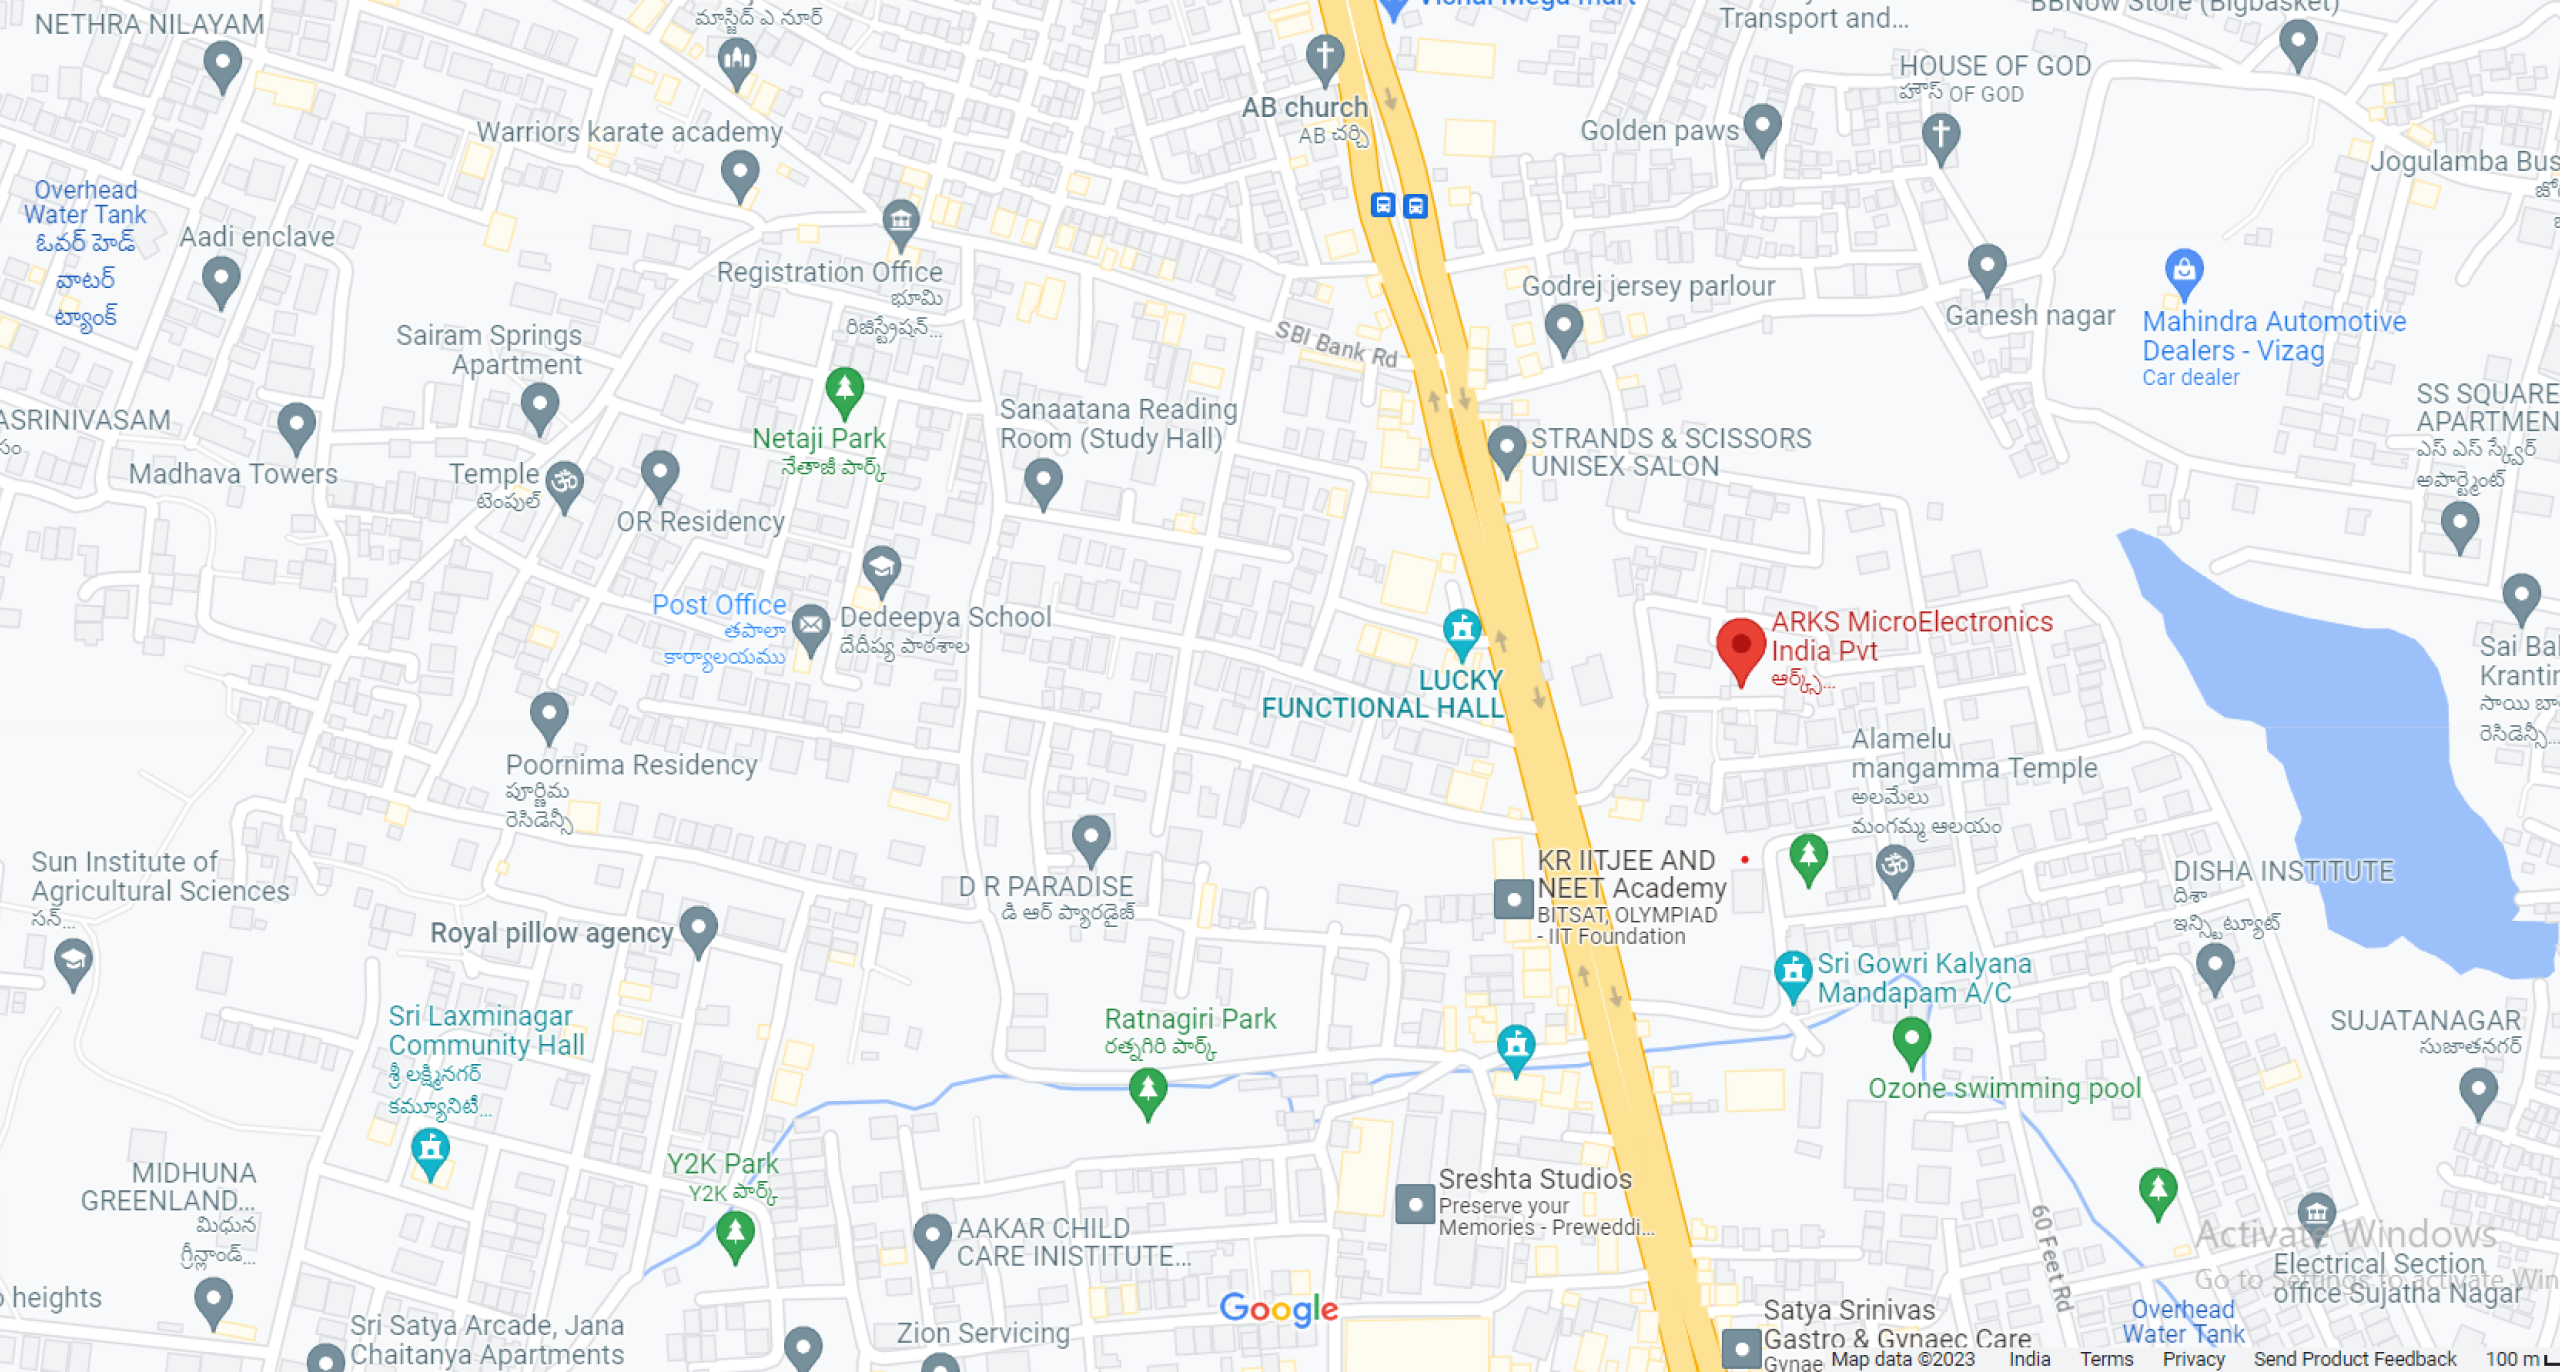 NETHRA NILAYAM
మాస్జిద్ ఎ నూర్
Vishal Mega mart
Transport and...
BBNow Store (Bigbasket)
HOUSE OF GOD
హౌస్ OF GOD
AB church
AB చర్చి
Golden paws
Warriors karate academy
Jogulamba Bus
Overhead
Water Tank
ఓవర్ హెడ్
వాటర్
ట్యాంక్
Aadi enclave
Registration Office
భూమి
రిజిస్ట్రేషన్...
Godrej jersey parlour
Ganesh nagar
Mahindra Automotive
Dealers - Vizag
Car dealer
SBI Bank Rd
Sairam Springs
Apartment
SS SQUARE
APARTMEN
ఎస్ ఎస్ స్క్వేర్
అపార్ట్మెంట్
ASRINIVASAM
సం
Madhava Towers
Temple
టెంపుల్
OR Residency
Netaji Park
నేతాజీ పార్క్
Sanaatana Reading
Room (Study Hall)
STRANDS & SCISSORS
UNISEX SALON
Post Office
తపాలా
కార్యాలయము
Dedeepya School
దేదీప్య పాఠశాల
LUCKY
FUNCTIONAL HALL
ARKS MicroElectronics
India Pvt
ఆర్క్స్...
Sai Ba
Krantir
సాయి బా
రెసిడెన్సీ...
Poornima Residency
పూర్ణిమ
రెసిడెన్సీ
Alamelu
mangamma Temple
అలమేలు
మంగమ్మ ఆలయం
Sun Institute of
Agricultural Sciences
సన్...
D R PARADISE
డి ఆర్ ప్యారడైజ్
KR IITJEE AND
NEET Academy
BITSAT, OLYMPIAD
- IIT Foundation
DISHA INSTITUTE
దిశా
ఇన్స్టిట్యూట్
Royal pillow agency
Sri Gowri Kalyana
Mandapam A/C
Sri Laxminagar
Community Hall
శ్రీ లక్ష్మీనగర్
కమ్యూనిటీ...
Ratnagiri Park
రత్నగిరి పార్క్
SUJATANAGAR
సుజాతనగర్
Ozone swimming pool
MIDHUNA
GREENLAND...
మిధున
గ్రీన్లాండ్...
Y2K Park
Y2K పార్క్
AAKAR CHILD
CARE INISTITUTE...
Sreshta Studios
Preserve your
Memories - Preweddi...
60 Feet Rd
Activate Windows
Go to Settings to activate Win
Electrical Section
office Sujatha Nagar
heights
Sri Satya Arcade, Jana
Chaitanya Apartments
Zion Servicing
Google
Satya Srinivas
Gastro & Gynaec Care
Gynae
Overhead
Water Tank
Map data ©2023 India Terms Privacy Send Product Feedback 100 m